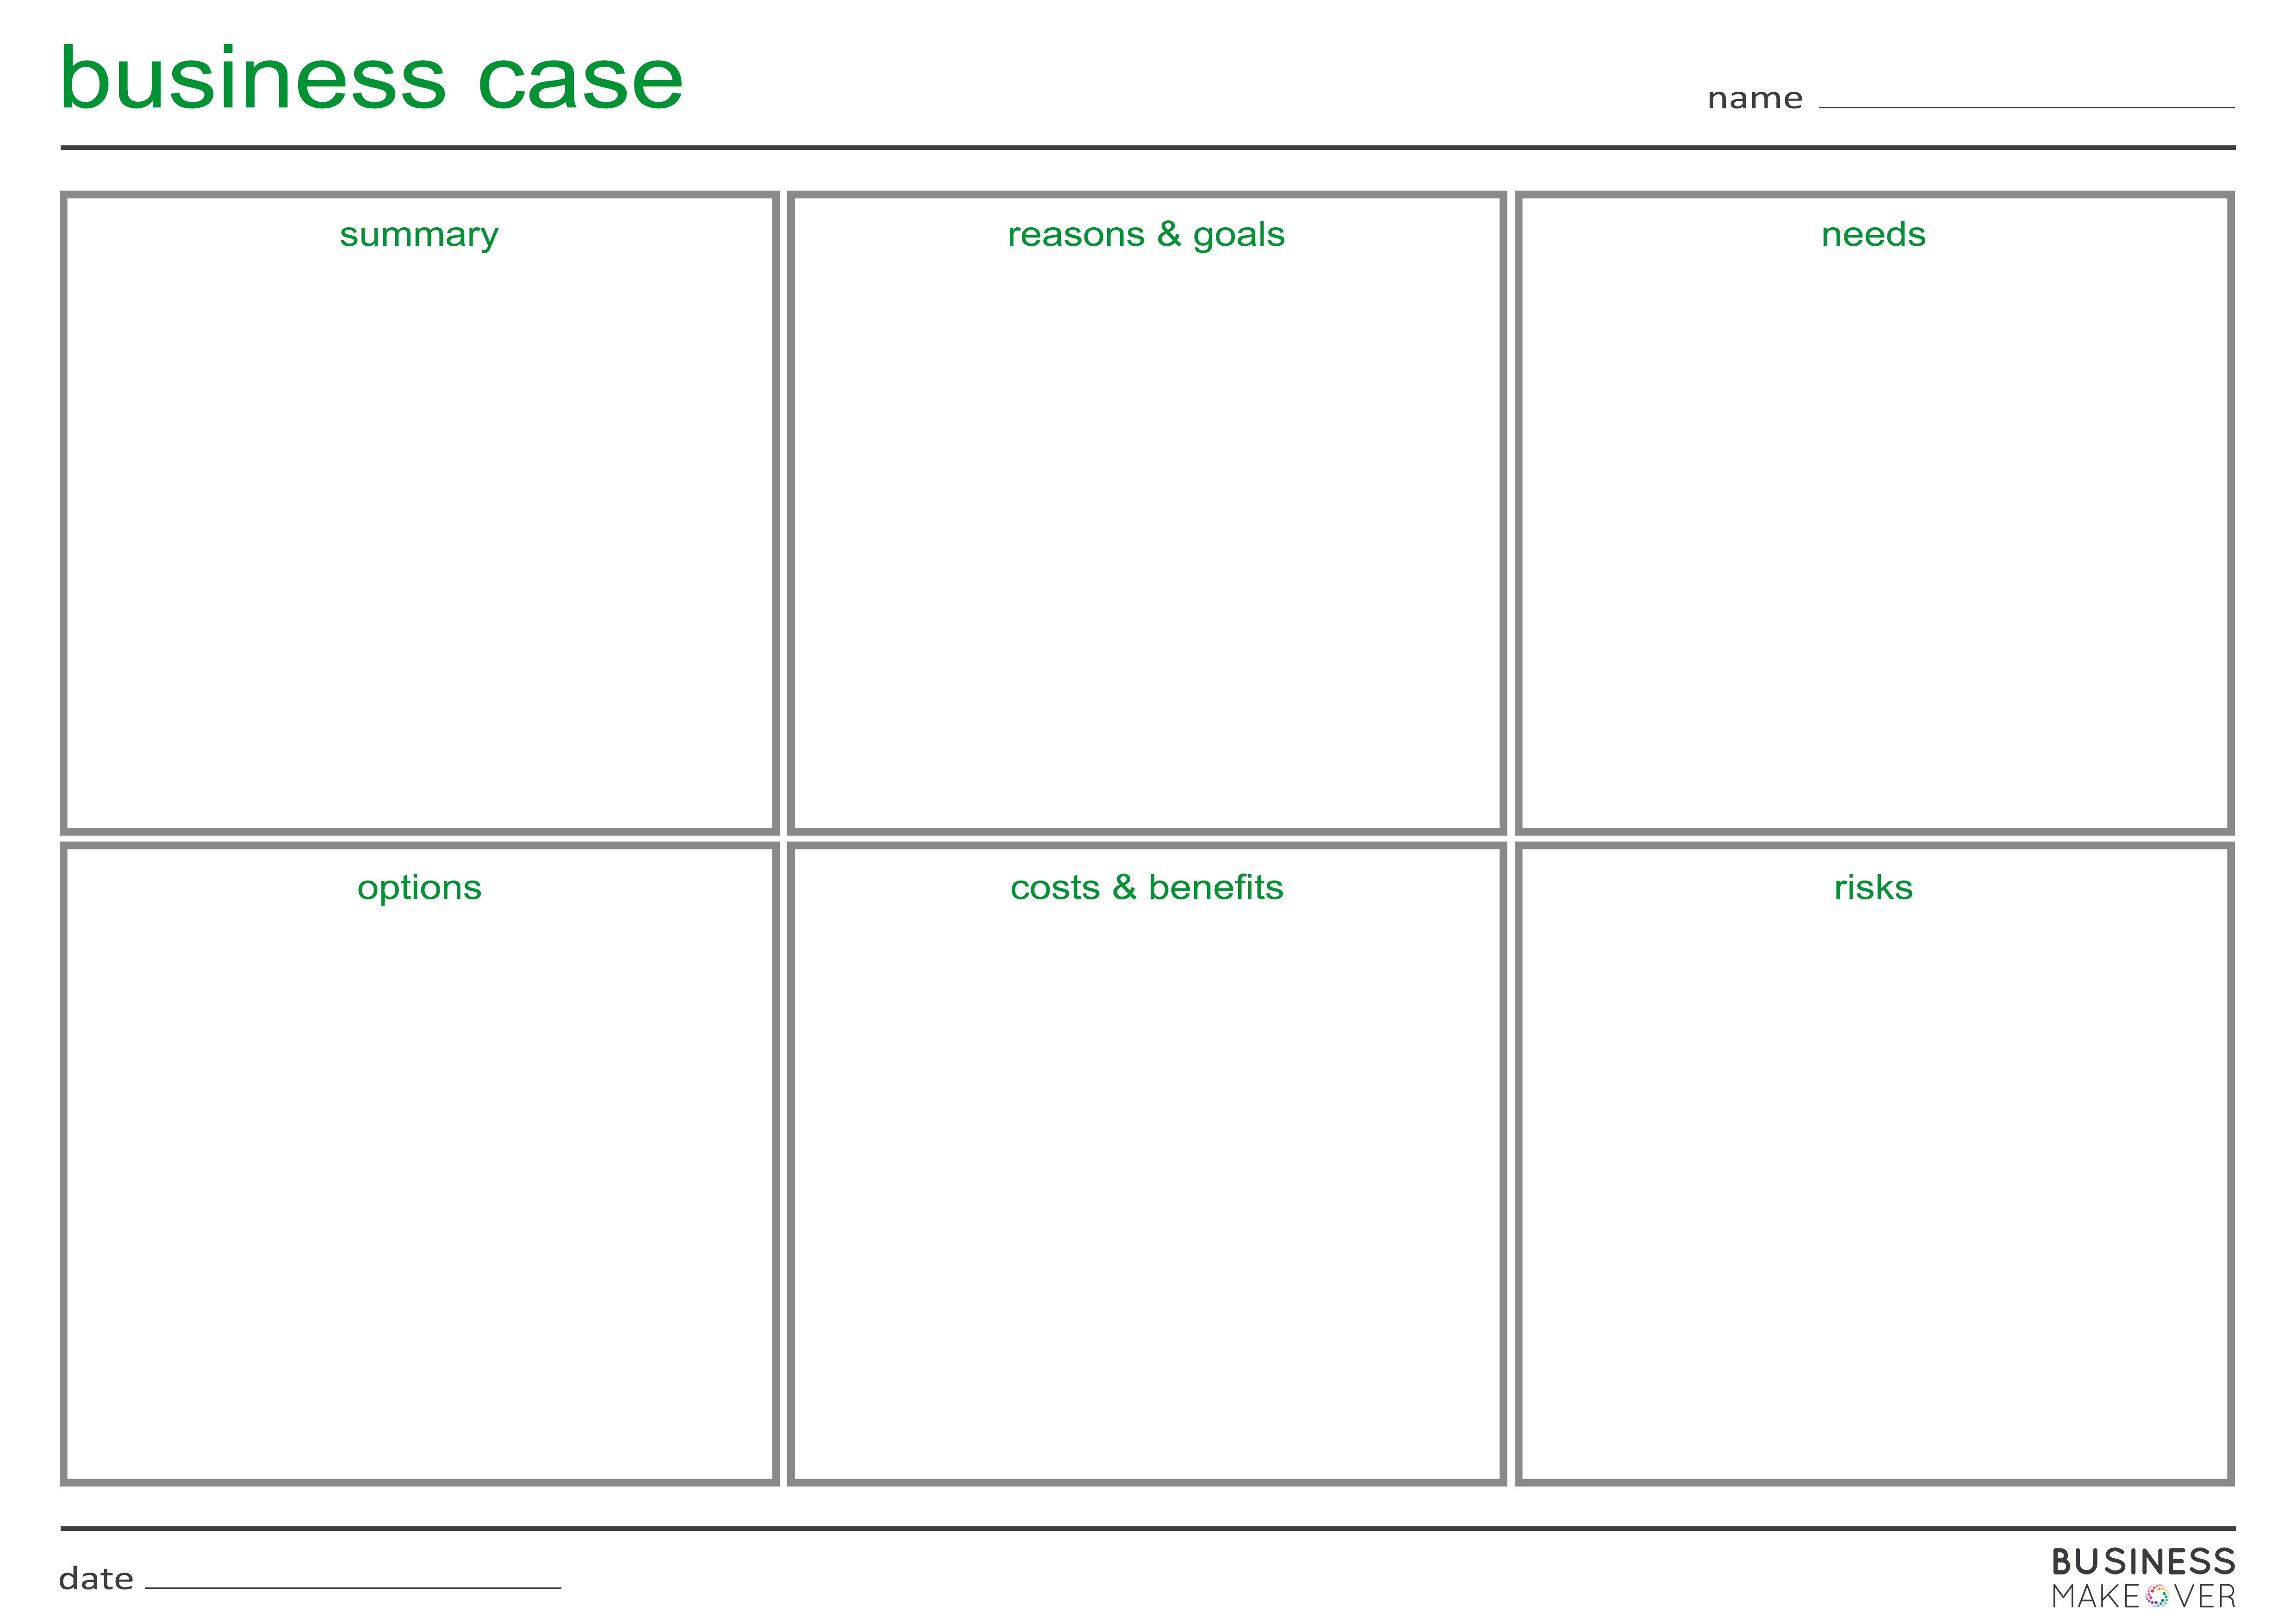 business case
name
summary
reasons & goals
needs
options
costs & benefits
risks
date
BUSINESS
MAKEOVER